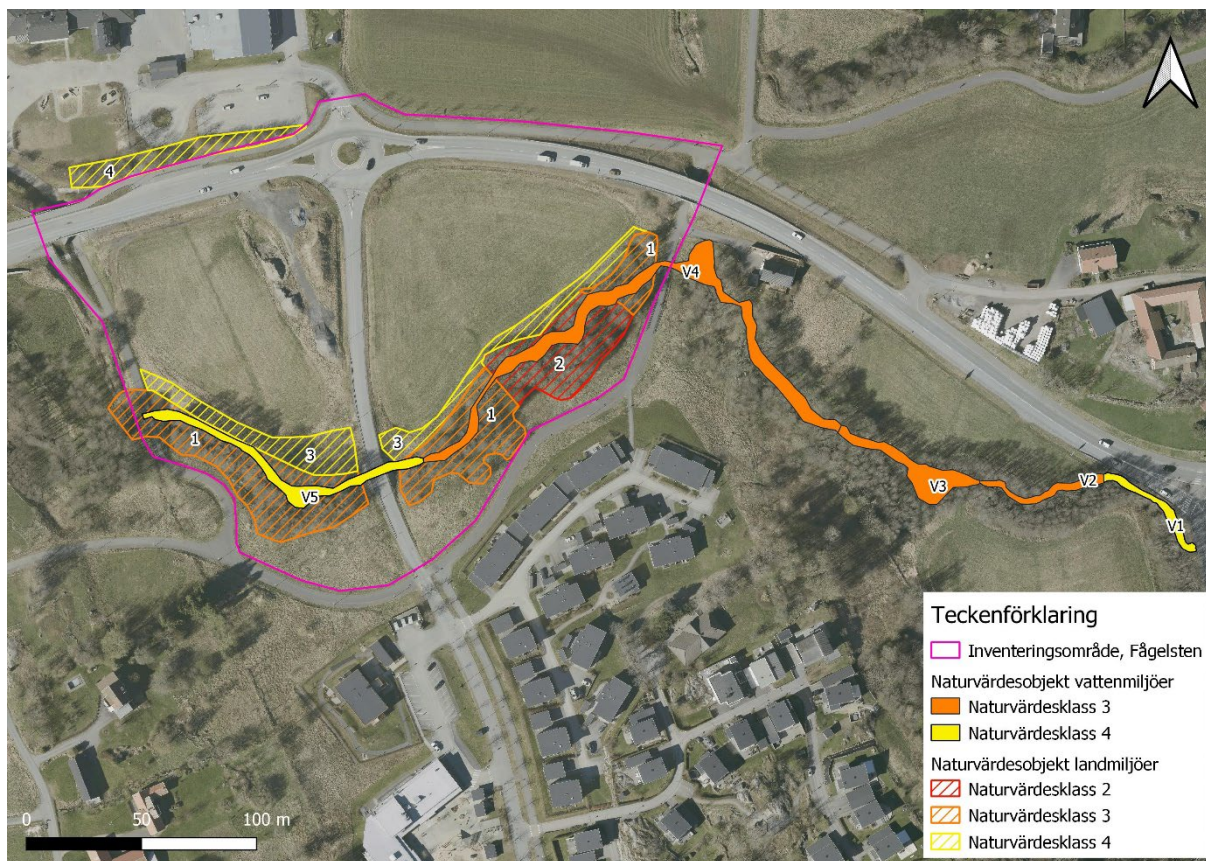 4
1
V4
2
1
3
1
3
V5
V3
V2
V1
Teckenförklaring
Inventeringsområde, Fågelsten
Naturvärdesobjekt vattenmiljöer
Naturvärdesklass 3
Naturvärdesklass 4
Naturvärdesobjekt landmiljöer
Naturvärdesklass 2
Naturvärdesklass 3
Naturvärdesklass 4
0 50 100 m